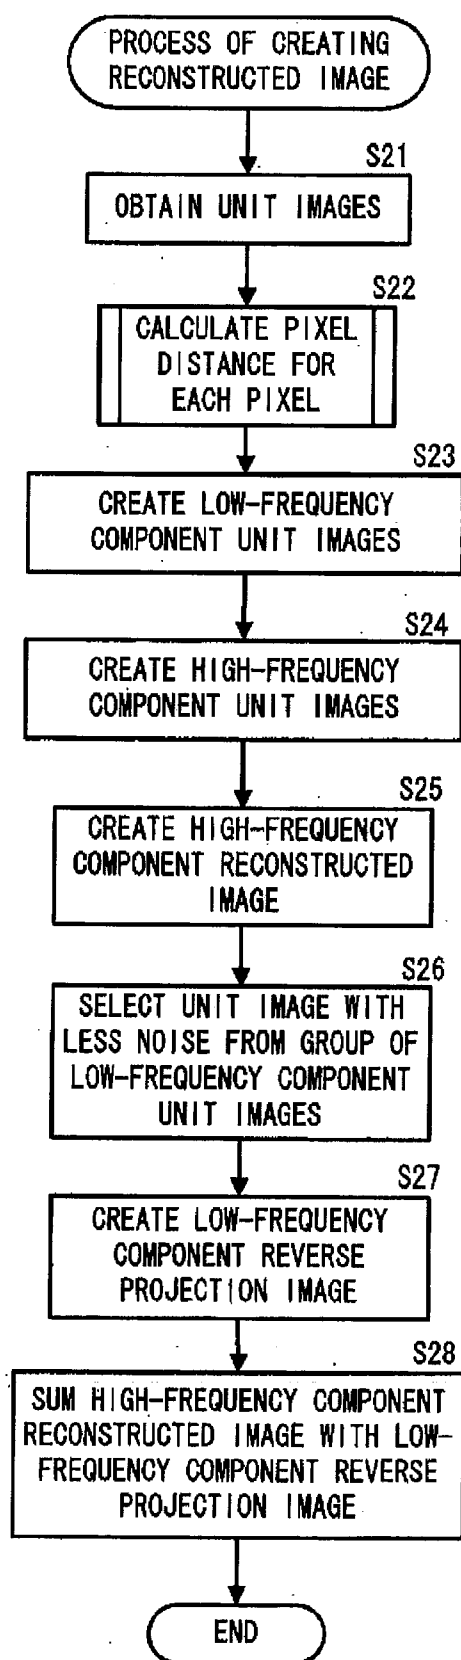 PROCESS OF CREATING
RECONSTRUCTED IMAGE
S21
OBTAIN UNIT IMAGES
S22
CALCULATE PIXEL
DISTANCE FOR
EACH PIXEL
S23
CREATE LOW-FREQUENCY
COMPONENT UNIT IMAGES
S24
CREATE HIGH-FREQUENCY
COMPONENT UNIT IMAGES
S25
CREATE HIGH-FREQUENCY
COMPONENT RECONSTRUCTED
IMAGE
S26
SELECT UNIT IMAGE WITH
LESS NOISE FROM GROUP OF
LOW-FREQUENCY COMPONENT
UNIT IMAGES
S27
CREATE LOW-FREQUENCY
COMPONENT REVERSE
PROJECTION IMAGE
S28
SUM HIGH-FREQUENCY COMPONENT
RECONSTRUCTED IMAGE WITH LOW-
FREQUENCY COMPONENT REVERSE
PROJECTION IMAGE
END